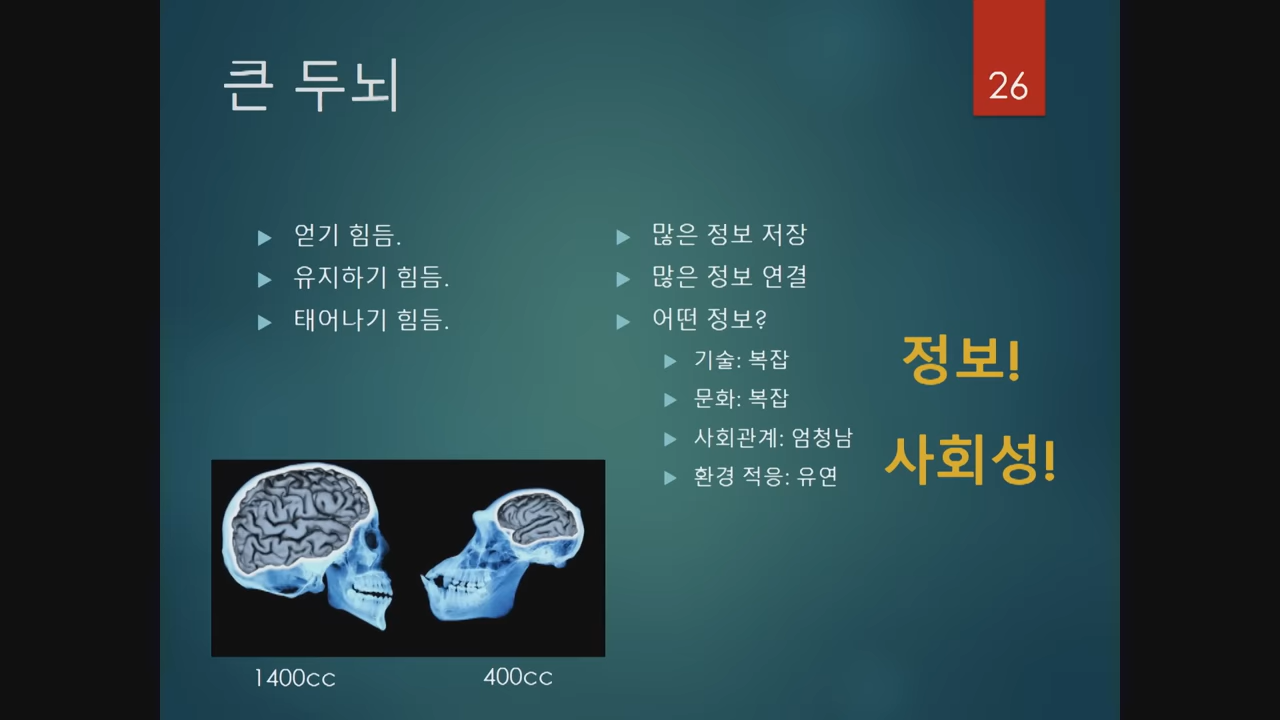 큰 두뇌
26
얻기 힘듬.
유지하기 힘듬.
태어나기 힘듬.
많은 정보 저장
많은 정보 연결
어떤 정보?
기술: 복잡
문화: 복잡
사회관계: 엄청남
환경 적응: 유연
정보!
사회성!
1400cc
400cc